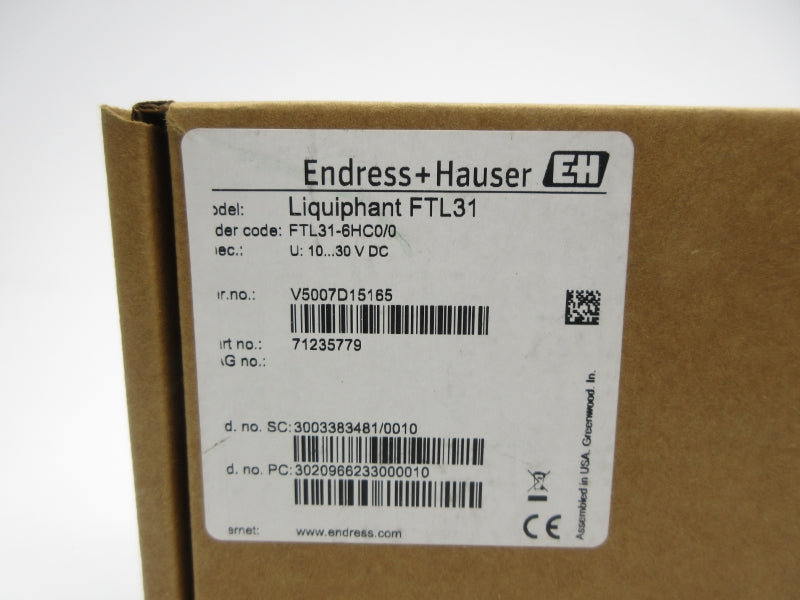 Endress+Hauser EH
odel: Liquiphant FTL31
der code: FTL31-6HC0/0
ec.: U: 10...30 V DC
r.no.: V5007D15165
rt no.: 71235779
G no.:
d. no. SC: 3003383481/0010
d. no. PC: 3020966233000010
ernet: www.endress.com
CE
Assembled in USA. Greenwood. In.